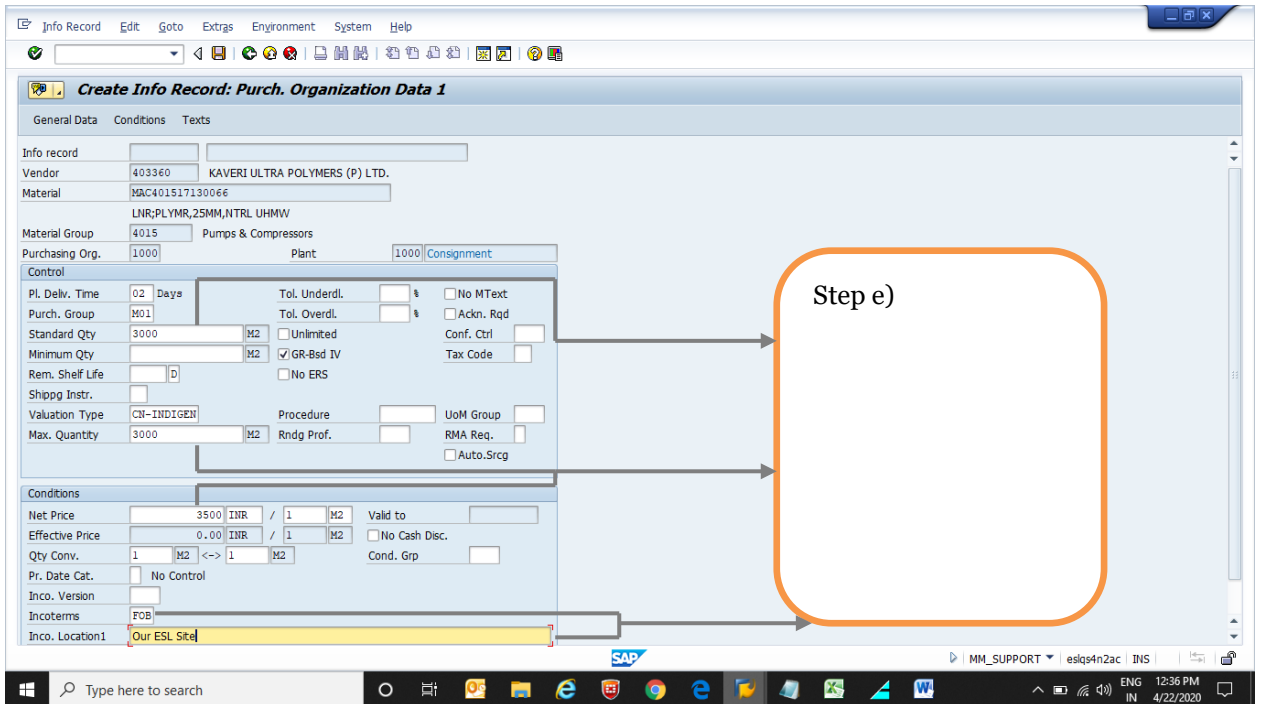 Info Record Edit Goto Extras Environment System Help
Create Info Record: Purch. Organization Data 1
General Data Conditions Texts
Info record
Vendor 403360 KAVERI ULTRA POLYMERS (P) LTD.
Material MAC401517130066
LNR;PLYMR,25MM,NTRL UHMW
Material Group 4015 Pumps & Compressors
Purchasing Org. 1000 Plant 1000 Consignment
Control
Pl. Deliv. Time 02 Days Tol. Underdl. % No MText
Purch. Group M01 Tol. Overdl. % Ackn. Rqd
Standard Qty 3000 M2 Unlimited Conf. Ctrl
Minimum Qty M2 GR-Bsd IV Tax Code
Rem. Shelf Life D No ERS
Shippg Instr.
Valuation Type CN-INDIGEN Procedure UoM Group
Max. Quantity 3000 M2 Rndg Prof. RMA Req.
Auto.Srcg
Conditions
Net Price 3500 INR / 1 M2 Valid to
Effective Price 0.00 INR / 1 M2 No Cash Disc.
Qty Conv. 1 M2 <-> 1 M2 Cond. Grp
Pr. Date Cat. No Control
Inco. Version
Incoterms FOB
Inco. Location1 Our ESL Site
Step e)
SAP MM_SUPPORT eslqs4n2ac INS
Type here to search
ENG 12:36 PM
IN 4/22/2020